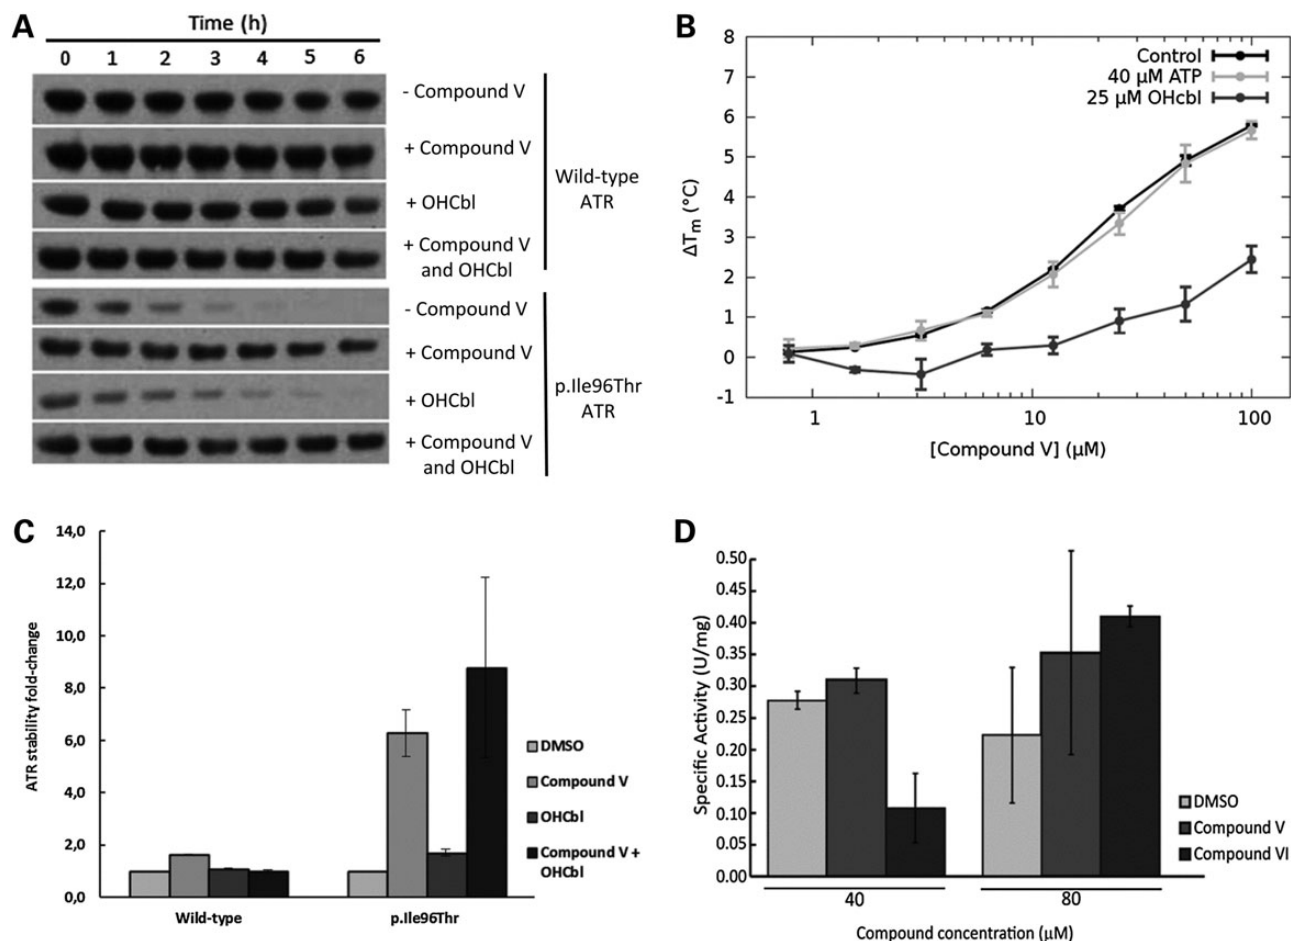 A
Time (h)
0 1 2 3 4 5 6
- Compound V
+ Compound V
+ OHCbl
+ Compound V
and OHCbl
Wild-type
ATR
- Compound V
+ Compound V
+ OHCbl
+ Compound V
and OHCbl
p.Ile96Thr
ATR
B
8
7
6
5
4
3
2
1
0
-1
ΔTm (°C)
Control
40 μM ATP
25 μM OHcbl
1 10 100
[Compound V] (μM)
C
14,0
12,0
10,0
8,0
6,0
4,0
2,0
0,0
ATR stability fold-change
Wild-type p.Ile96Thr
DMSO
Compound V
OHCbl
Compound V +
OHCbl
D
0.50
0.45
0.40
0.35
0.30
0.25
0.20
0.15
0.10
0.05
0.00
Specific Activity (U/mg)
DMSO
Compound V
Compound VI
40 80
Compound concentration (μM)